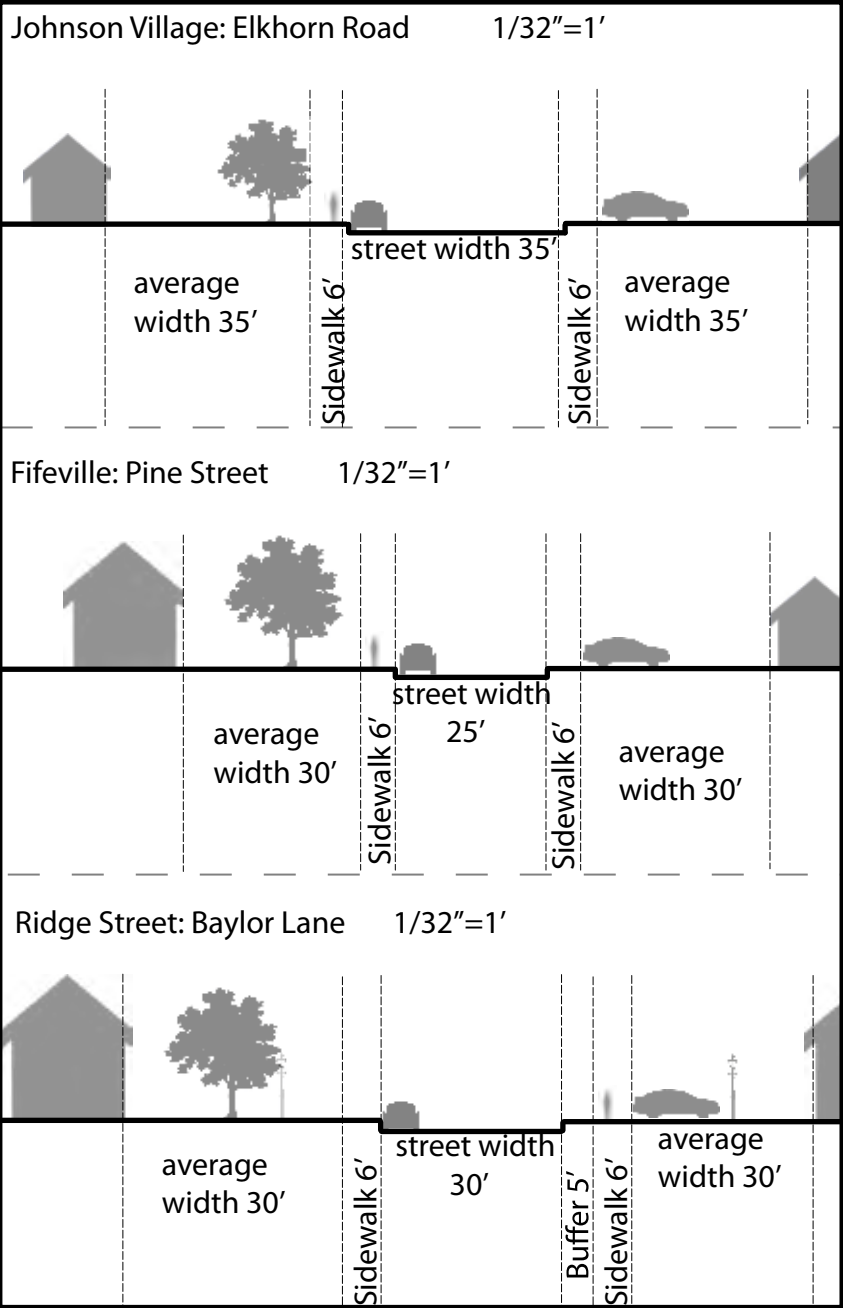 Johnson Village: Elkhorn Road 1/32”=1’
street width 35’
average
width 35’
Sidewalk 6’
Sidewalk 6’
average
width 35’
Fifeville: Pine Street 1/32”=1’
street width
25’
average
width 30’
Sidewalk 6’
Sidewalk 6’
average
width 30’
Ridge Street: Baylor Lane 1/32”=1’
average
width 30’
Sidewalk 6’
street width
30’
Buffer 5’
Sidewalk 6’
average
width 30’